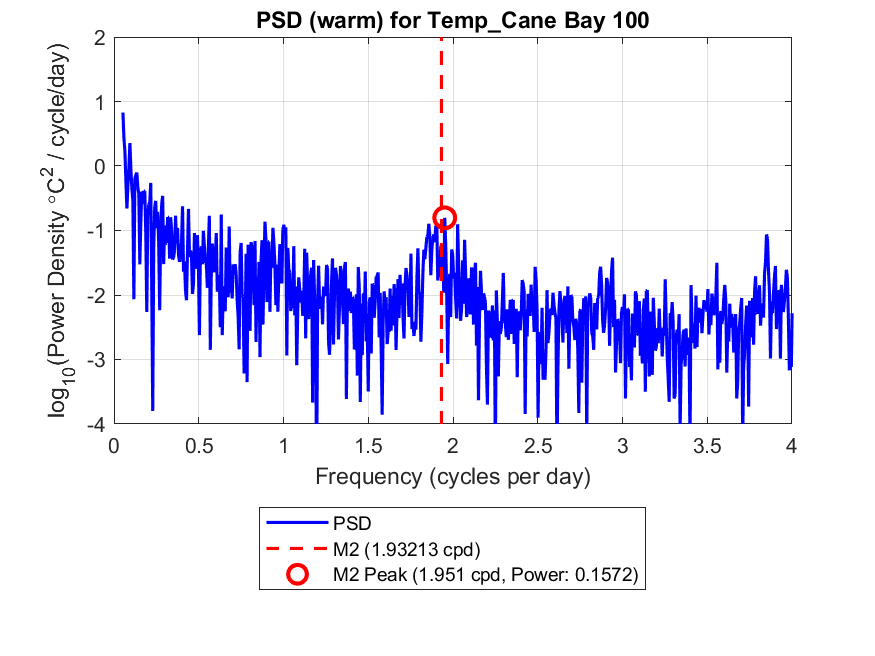 PSD (warm) for Temp_Cane Bay 100
log10(Power Density °C2 / cycle/day)
2
1
0
-1
-2
-3
-4
0 0.5 1 1.5 2 2.5 3 3.5 4
Frequency (cycles per day)
PSD
M2 (1.93213 cpd)
M2 Peak (1.951 cpd, Power: 0.1572)